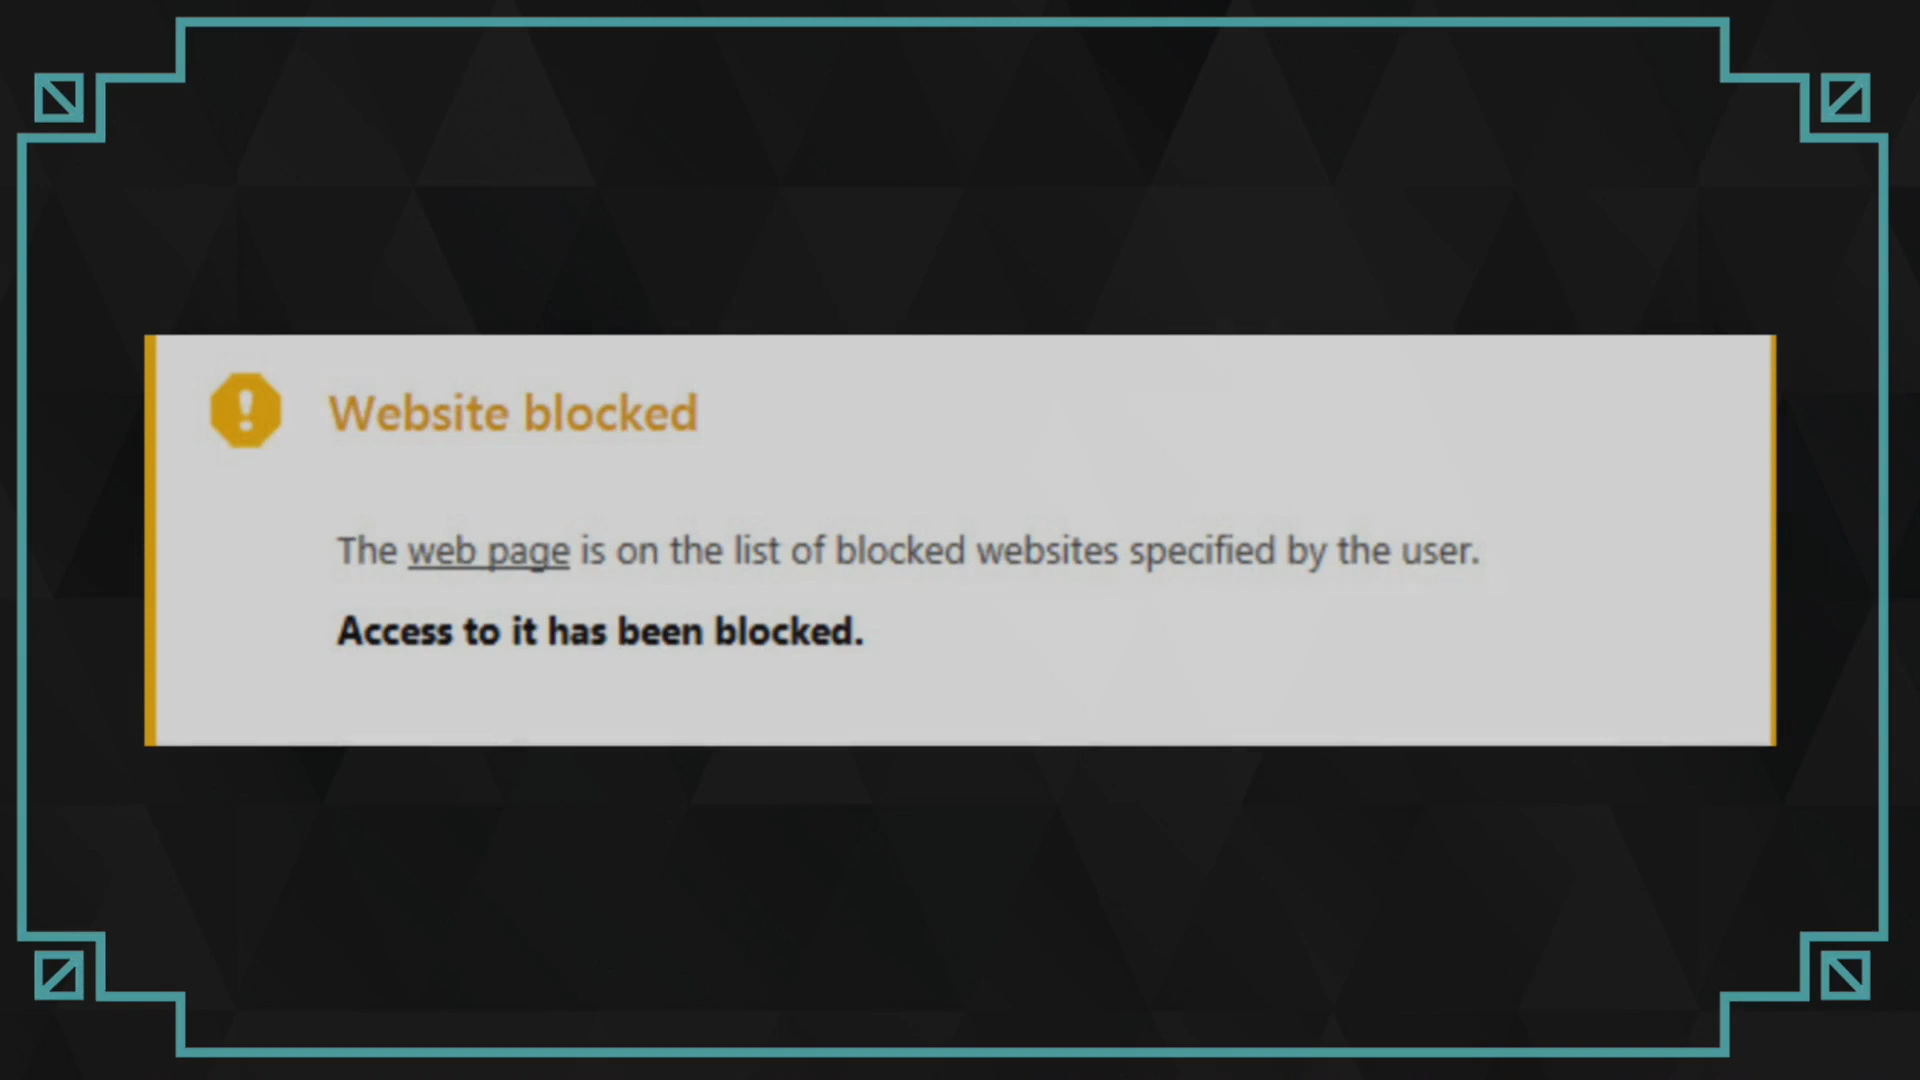 Website blocked
The web page is on the list of blocked websites specified by the user.
Access to it has been blocked.